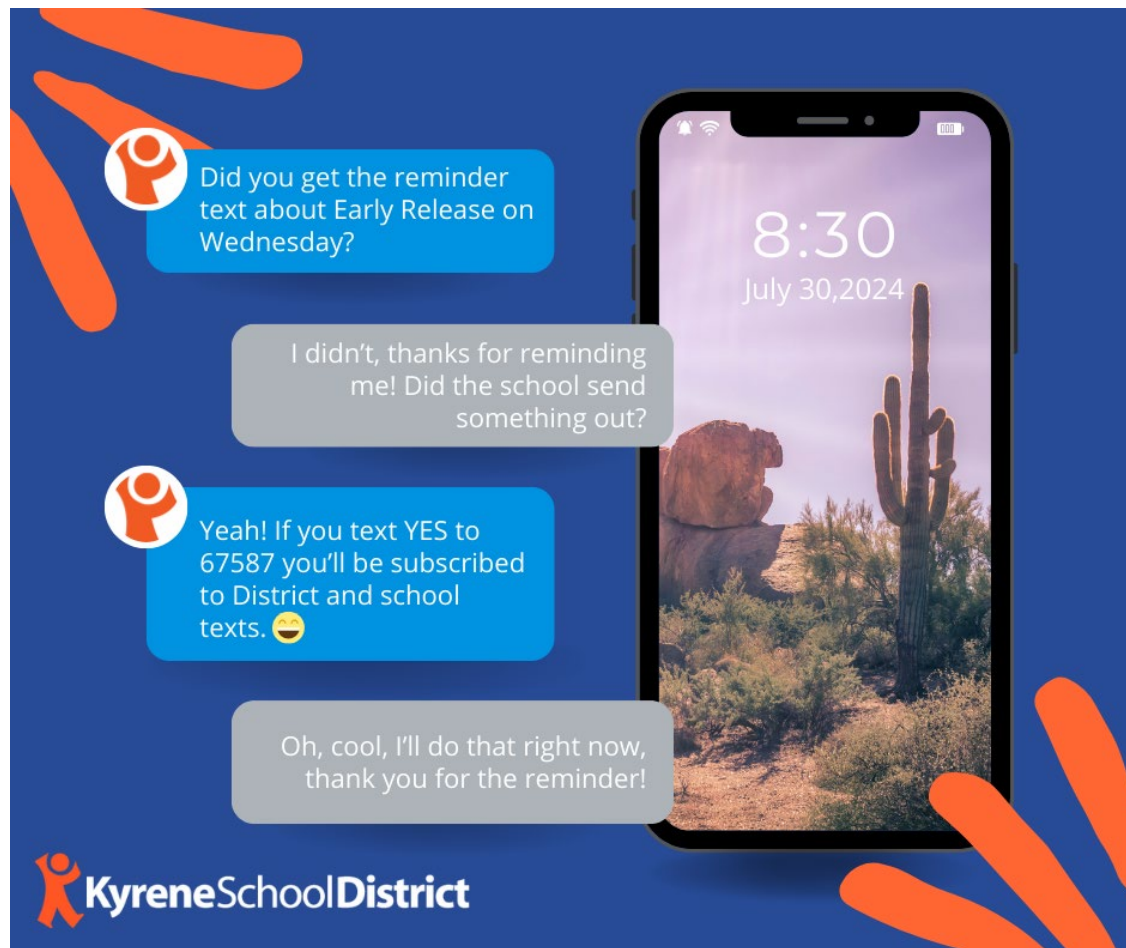 Did you get the reminder
text about Early Release on
Wednesday?
I didn’t, thanks for reminding
me! Did the school send
something out?
Yeah! If you text YES to
67587 you’ll be subscribed
to District and school
texts. 😄
Oh, cool, I’ll do that right now,
thank you for the reminder!
8:30
July 30,2024
KyreneSchoolDistrict